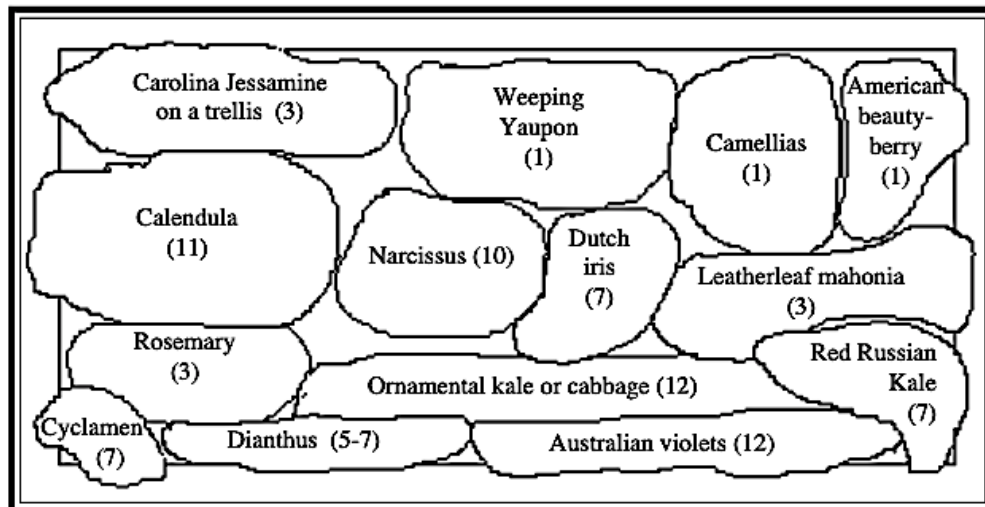 Carolina Jessamine
on a trellis (3)
Weeping
Yaupon
(1)
Camellias
(1)
American
beauty-
berry
(1)
Calendula
(11)
Narcissus (10)
Dutch
iris
(7)
Leatherleaf mahonia
(3)
Rosemary
(3)
Ornamental kale or cabbage (12)
Red Russian
Kale
(7)
Cyclamen
(7)
Dianthus (5-7)
Australian violets (12)